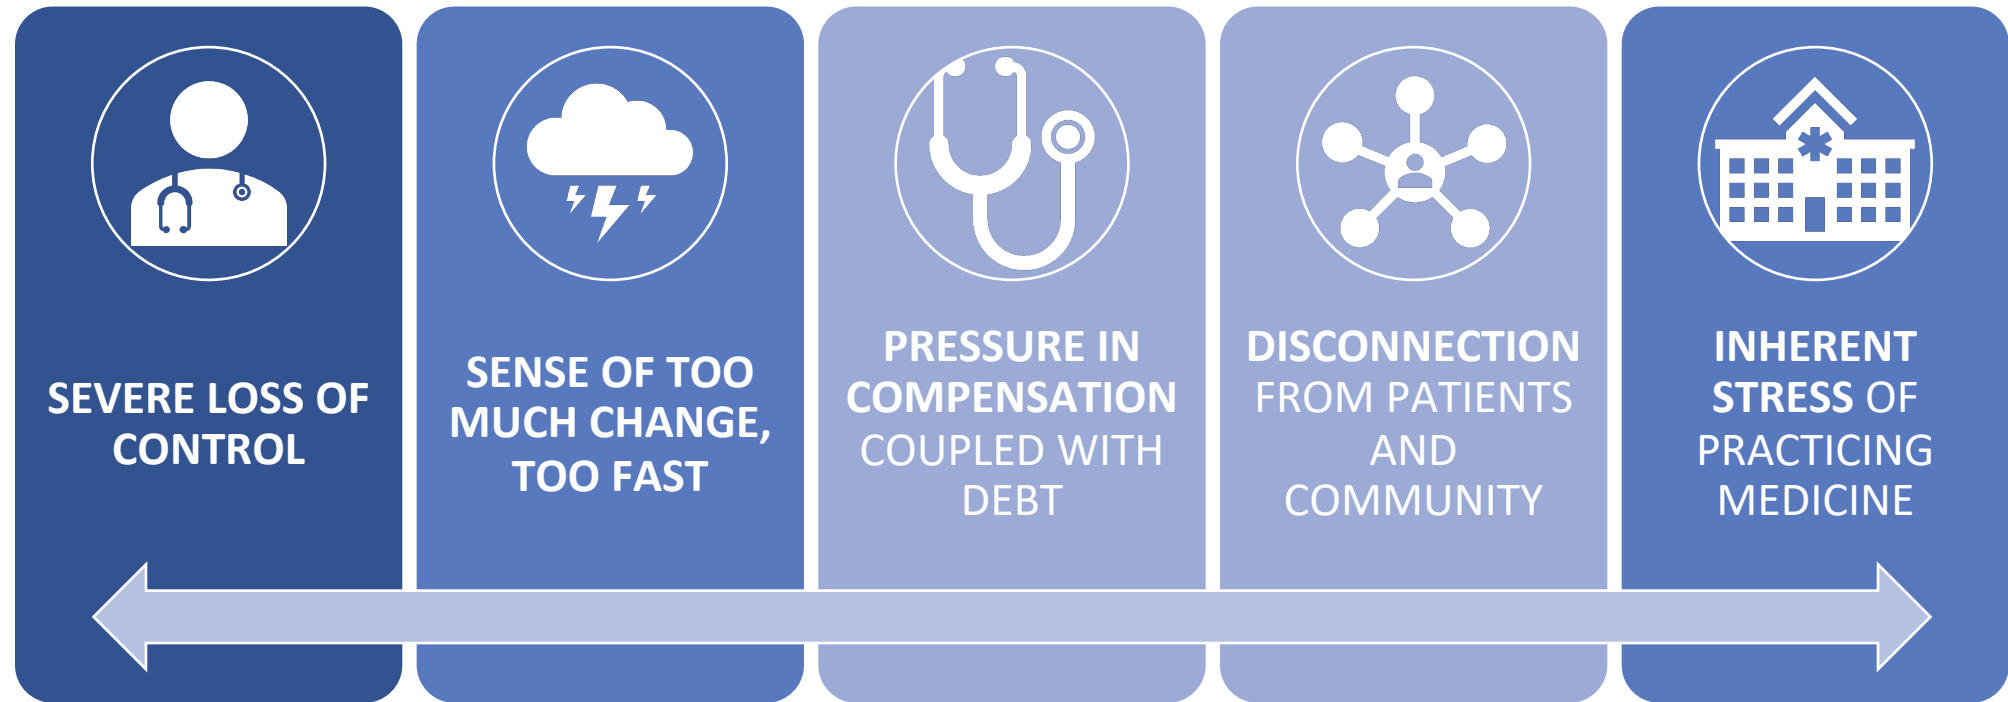 SEVERE LOSS OF
CONTROL
SENSE OF TOO
MUCH CHANGE,
TOO FAST
PRESSURE IN
COMPENSATION
COUPLED WITH
DEBT
DISCONNECTION
FROM PATIENTS
AND
COMMUNITY
INHERENT
STRESS OF
PRACTICING
MEDICINE